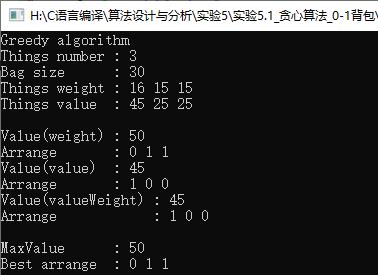 H:\C语言编译\算法设计与分析\实验5\实验5.1_贪心算法_0-1背包\
Greedy algorithm
Things number : 3
Bag size      : 30
Things weight : 16 15 15
Things value  : 45 25 25

Value(weight) : 50
Arrange       : 0 1 1
Value(value)  : 45
Arrange       : 1 0 0
Value(valueWeight) : 45
Arrange            : 1 0 0

MaxValue      : 50
Best arrange  : 0 1 1